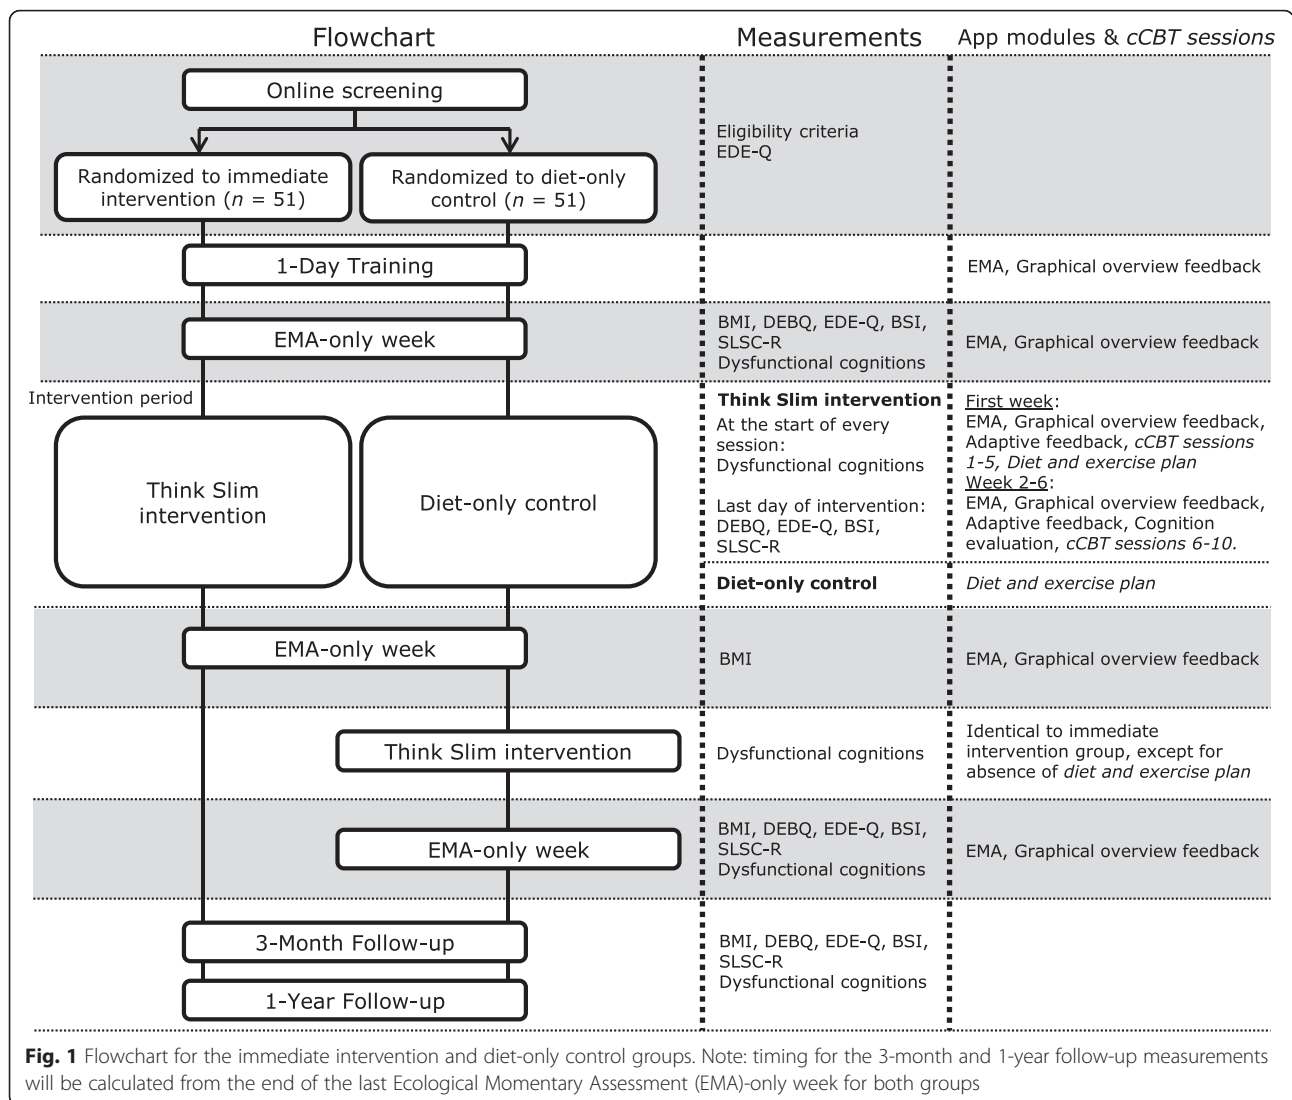 Flowchart
Measurements
App modules & cCBT sessions
Online screening
Randomized to immediate
intervention (n = 51)
Randomized to diet-only
control (n = 51)
Eligibility criteria
EDE-Q
1-Day Training
EMA, Graphical overview feedback
EMA-only week
BMI, DEBQ, EDE-Q, BSI,
SLSC-R
Dysfunctional cognitions
EMA, Graphical overview feedback
Intervention period
Think Slim
intervention
Diet-only control
Think Slim intervention
At the start of every
session:
Dysfunctional cognitions
Last day of intervention:
DEBQ, EDE-Q, BSI,
SLSC-R
First week:
EMA, Graphical overview feedback,
Adaptive feedback, cCBT sessions
1-5, Diet and exercise plan
Week 2-6:
EMA, Graphical overview feedback,
Adaptive feedback, Cognition
evaluation, cCBT sessions 6-10.
Diet-only control
Diet and exercise plan
EMA-only week
BMI
EMA, Graphical overview feedback
Think Slim intervention
Dysfunctional cognitions
Identical to immediate
intervention group, except for
absence of diet and exercise plan
EMA-only week
BMI, DEBQ, EDE-Q, BSI,
SLSC-R
Dysfunctional cognitions
EMA, Graphical overview feedback
3-Month Follow-up
1-Year Follow-up
BMI, DEBQ, EDE-Q, BSI,
SLSC-R
Dysfunctional cognitions
Fig. 1 Flowchart for the immediate intervention and diet-only control groups. Note: timing for the 3-month and 1-year follow-up measurements
will be calculated from the end of the last Ecological Momentary Assessment (EMA)-only week for both groups